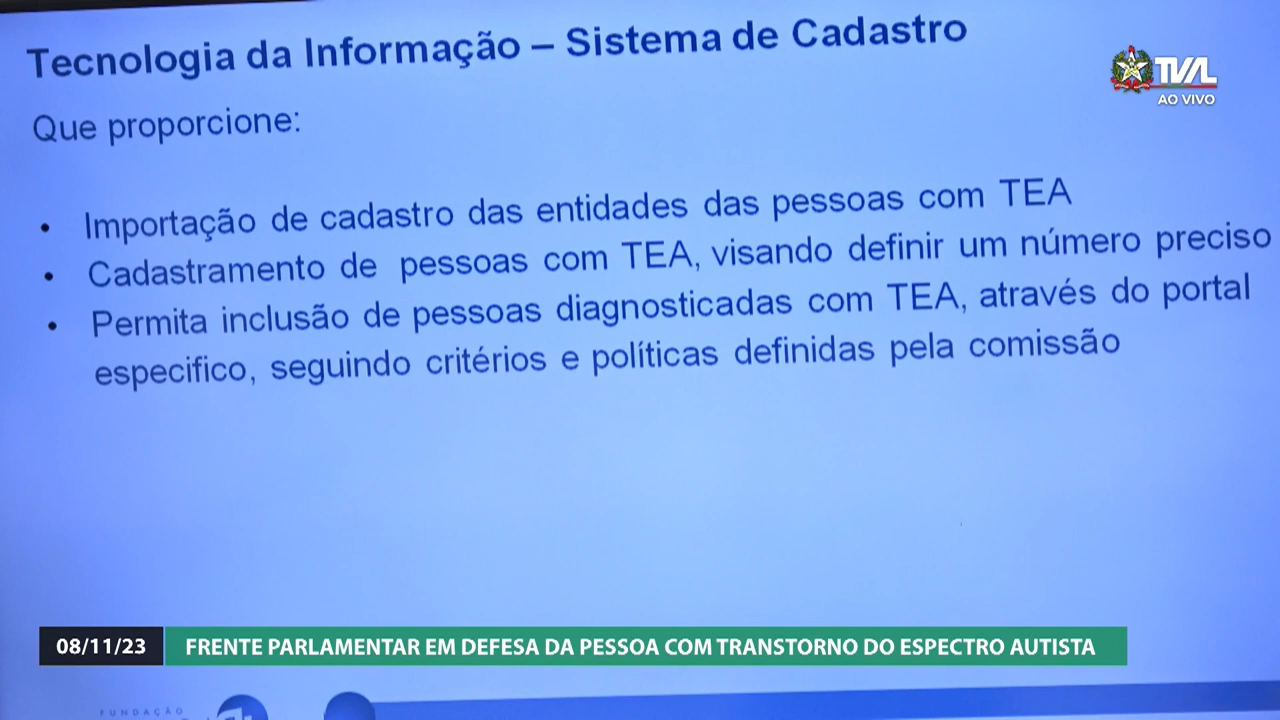 Tecnologia da Informação – Sistema de Cadastro
TVAL
AO VIVO
Que proporcione:
• Importação de cadastro das entidades das pessoas com TEA
• Cadastramento de pessoas com TEA, visando definir um número preciso
• Permita inclusão de pessoas diagnosticadas com TEA, através do portal
especifico, seguindo critérios e políticas definidas pela comissão
08/11/23
FRENTE PARLAMENTAR EM DEFESA DA PESSOA COM TRANSTORNO DO ESPECTRO AUTISTA
FUNDAÇÃO